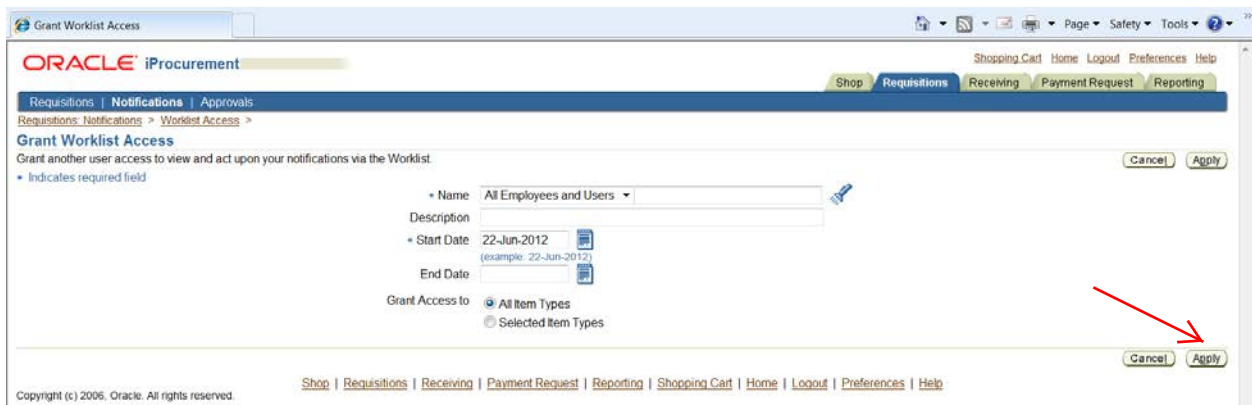 Grant Worklist Access
Page Safety Tools
ORACLE iProcurement
Shopping Cart Home Logout Preferences Help
Shop Requisitions Receiving Payment Request Reporting
Requisitions | Notifications | Approvals
Requisitions: Notifications > Worklist Access >
Grant Worklist Access
Grant another user access to view and act upon your notifications via the Worklist.
Cancel Apply
* Indicates required field
* Name All Employees and Users
Description
* Start Date 22-Jun-2012
(example: 22-Jun-2012)
End Date
Grant Access to All Item Types
Selected Item Types
Cancel Apply
Shop | Requisitions | Receiving | Payment Request | Reporting | Shopping Cart | Home | Logout | Preferences | Help
Copyright (c) 2006, Oracle. All rights reserved.